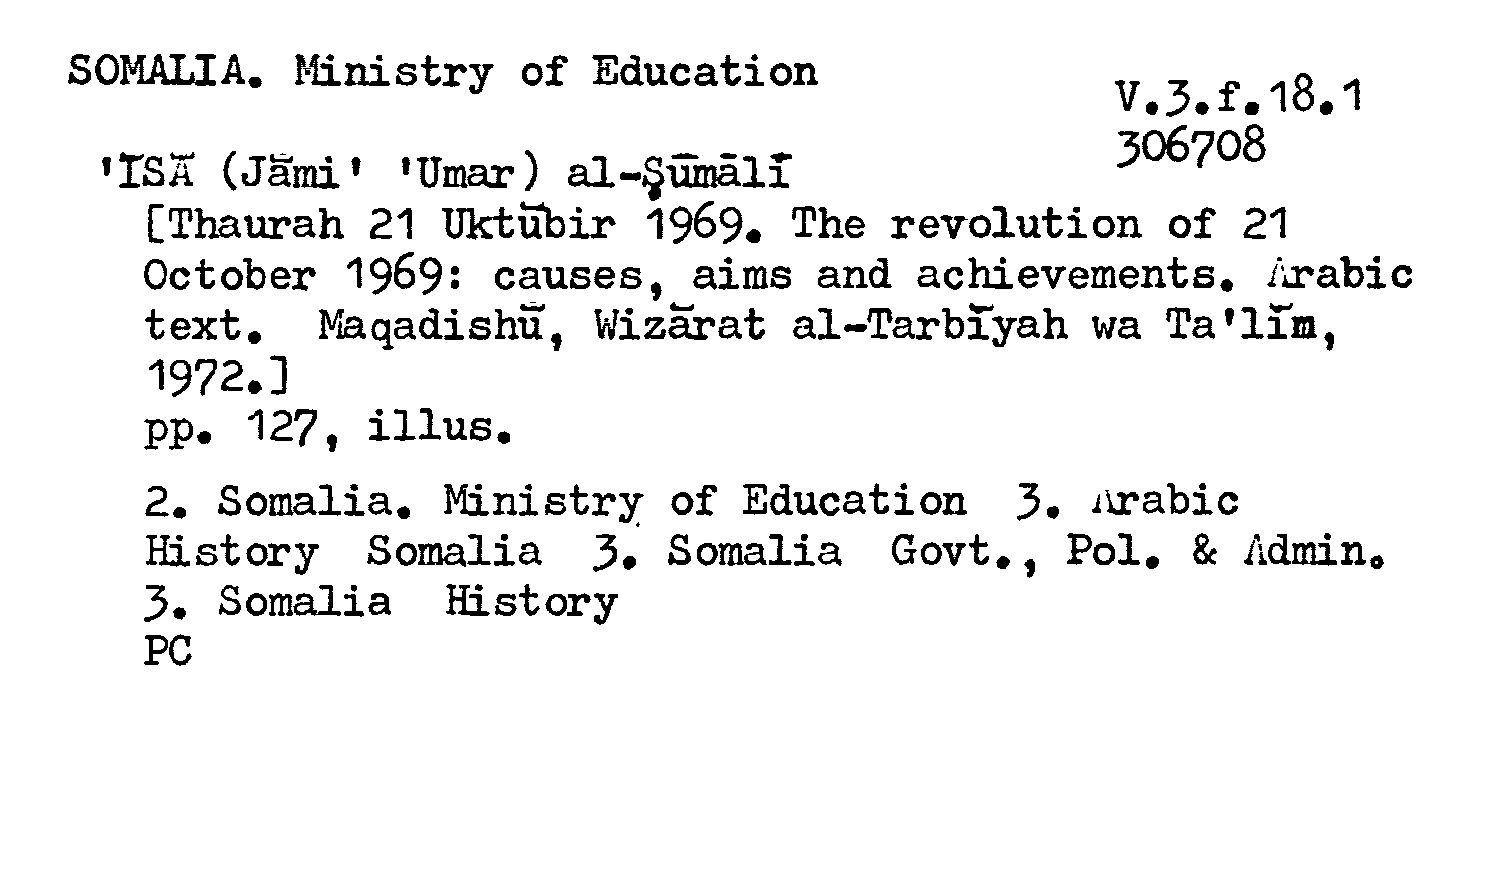 SOMALIA. Ministry of Education
V.3.f.18.1
306708
'ĪSĀ (Jāmi' 'Umar) al-Ṣūmālī
[Thaurah 21 Uktūbir 1969. The revolution of 21
October 1969: causes, aims and achievements. Arabic
text. Maqadishū, Wizārat al-Tarbīyah wa Ta'līm,
1972.]
pp. 127, illus.
2. Somalia. Ministry of Education 3. Arabic
History Somalia 3. Somalia Govt., Pol. & Admin.
3. Somalia History
PC